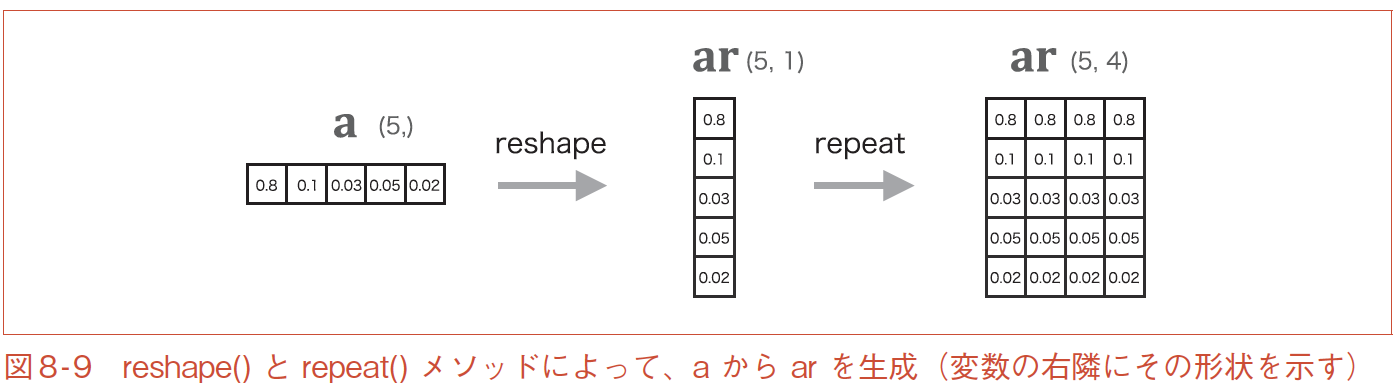 a (5,)
0.8 0.1 0.03 0.05 0.02
reshape
ar (5, 1)
0.8
0.1
0.03
0.05
0.02
repeat
ar (5, 4)
0.8 0.8 0.8 0.8
0.1 0.1 0.1 0.1
0.03 0.03 0.03 0.03
0.05 0.05 0.05 0.05
0.02 0.02 0.02 0.02
図8-9 reshape() と repeat() メソッドによって、a から ar を生成（変数の右隣にその形状を示す）